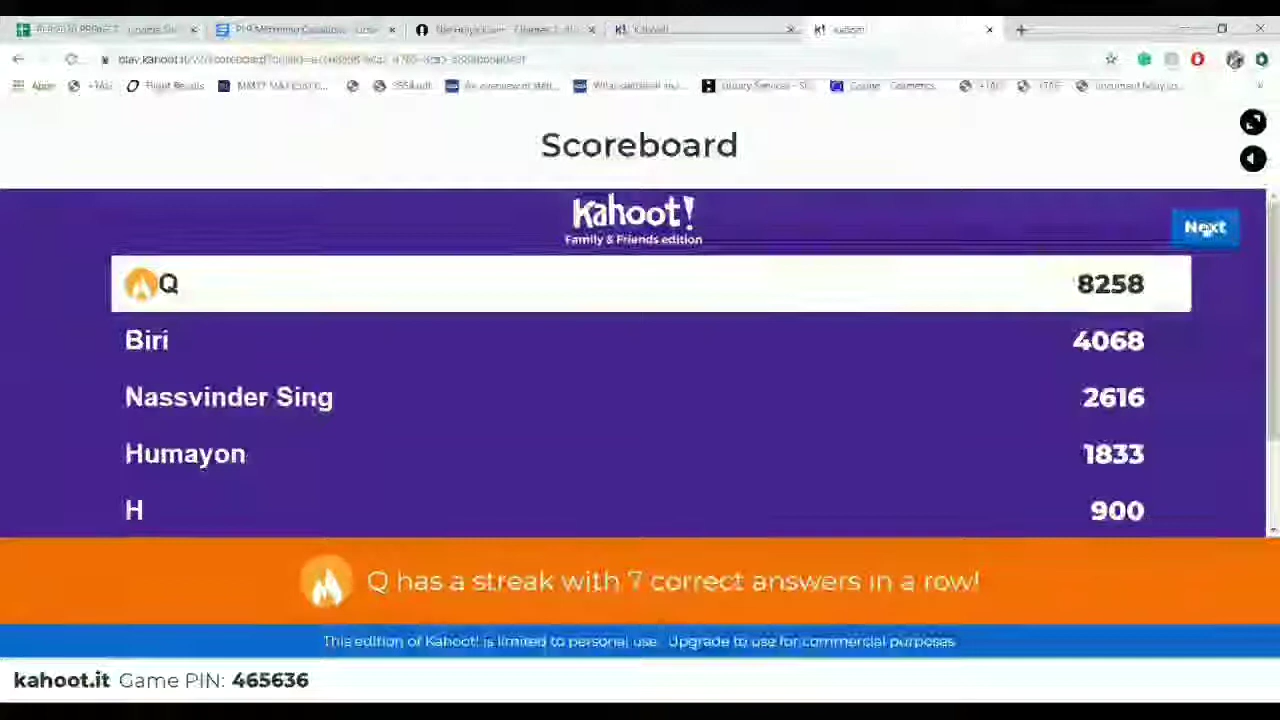 Scoreboard
Kahoot!
Family & Friends edition
Next
Q 8258
Biri 4068
Nassvinder Sing 2616
Humayon 1833
H 900
Q has a streak with 7 correct answers in a row!
This edition of Kahoot! is limited to personal use. Upgrade to use for commercial purposes
kahoot.it Game PIN: 465636